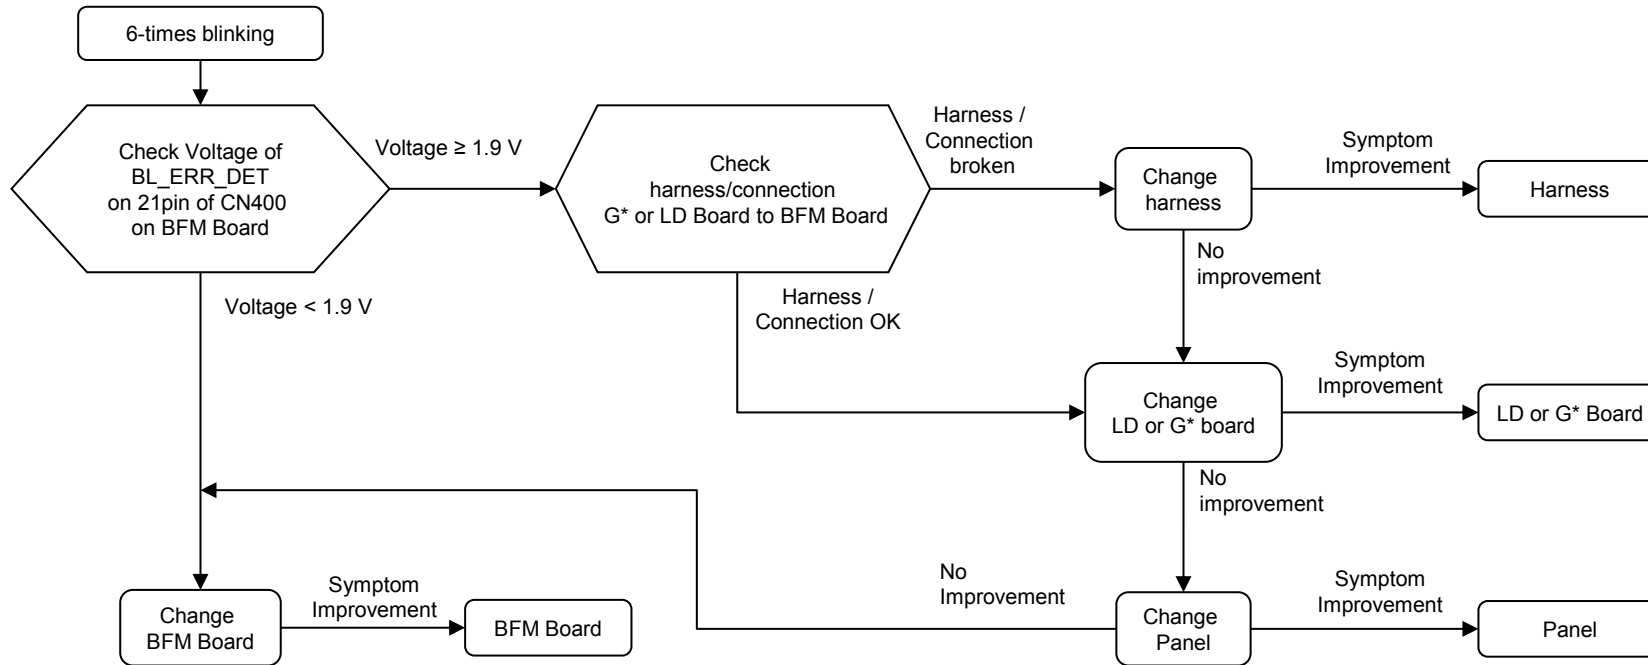 6-times blinking
Check Voltage of
BL_ERR_DET
on 21pin of CN400
on BFM Board
Voltage ≥ 1.9 V
Check
harness/connection
G* or LD Board to BFM Board
Harness /
Connection
broken
Change
harness
Symptom
Improvement
Harness
No
improvement
Voltage < 1.9 V
Harness /
Connection OK
Change
LD or G* board
Symptom
Improvement
LD or G* Board
No
improvement
Change
BFM Board
Symptom
Improvement
BFM Board
No
Improvement
Change
Panel
Symptom
Improvement
Panel